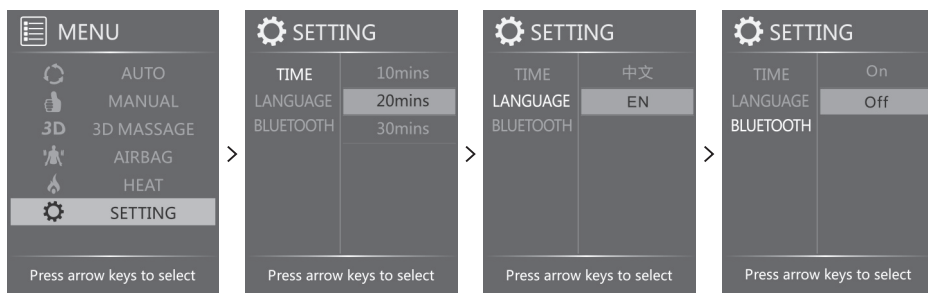 MENU
AUTO
MANUAL
3D 3D MASSAGE
AIRBAG
HEAT
SETTING
Press arrow keys to select
>
SETTING
TIME 10mins
LANGUAGE 20mins
BLUETOOTH 30mins
Press arrow keys to select
>
SETTING
TIME 中文
LANGUAGE EN
BLUETOOTH
Press arrow keys to select
>
SETTING
TIME On
LANGUAGE Off
BLUETOOTH
Press arrow keys to select